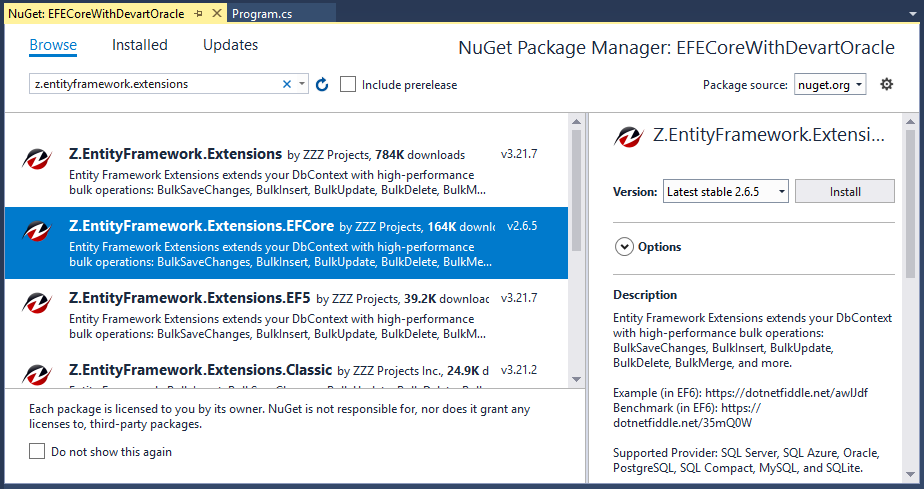 NuGet: EFECoreWithDevartOracle
Program.cs
Browse
Installed
Updates
NuGet Package Manager: EFECoreWithDevartOracle
z.entityframework.extensions
Include prerelease
Package source:
nuget.org
Z.EntityFramework.Extensions by ZZZ Projects, 784K downloads
v3.21.7
Entity Framework Extensions extends your DbContext with high-performance
bulk operations: BulkSaveChanges, BulkInsert, BulkUpdate, BulkDelete, BulkM...
Z.EntityFramework.Extensions.EFCore by ZZZ Projects, 164K downl
v2.6.5
Entity Framework Extensions extends your DbContext with high-performance
bulk operations: BulkSaveChanges, BulkInsert, BulkUpdate, BulkDelete, BulkMe...
Z.EntityFramework.Extensions.EF5 by ZZZ Projects, 39.2K downloac
v3.21.7
Entity Framework Extensions extends your DbContext with high-performance
bulk operations: BulkSaveChanges, BulkInsert, BulkUpdate, BulkDelete, BulkM...
Z.EntityFramework.Extensions.Classic by ZZZ Projects Inc., 24.9K d
v3.21.2
Each package is licensed to you by its owner. NuGet is not responsible for, nor does it grant any
licenses to, third-party packages.
Do not show this again
Z.EntityFramework.Extensi...
Version:
Latest stable 2.6.5
Install
Options
Description
Entity Framework Extensions extends your DbContext
with high-performance bulk operations:
BulkSaveChanges, BulkInsert, BulkUpdate,
BulkDelete, BulkMerge, and more.
Example (in EF6): https://dotnetfiddle.net/awlJdf
Benchmark (in EF6): https://
dotnetfiddle.net/35mQ0W
Supported Provider: SQL Server, SQL Azure, Oracle,
PostgreSQL, SQL Compact, MySQL, and SQLite.